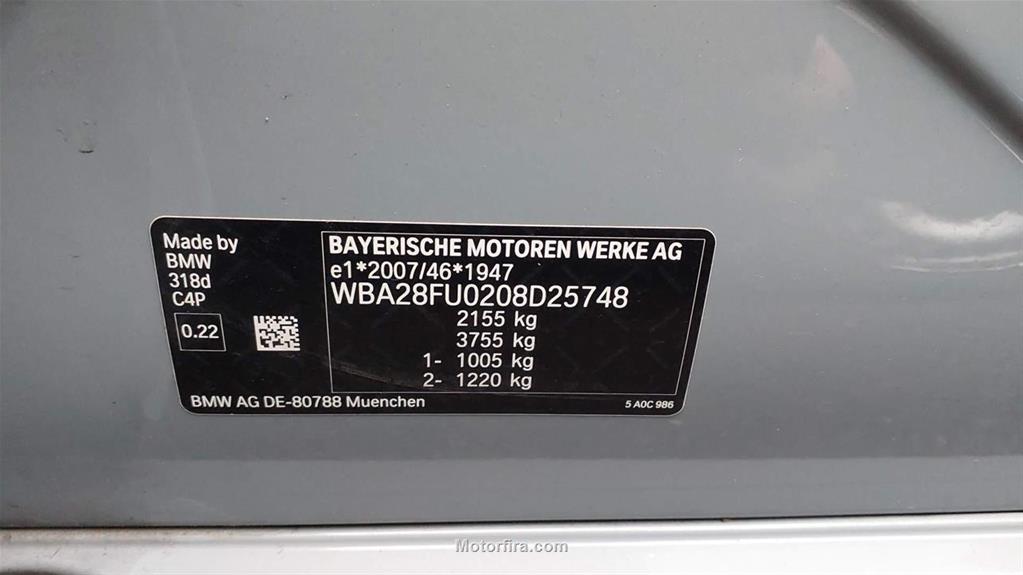 Made by
BMW
318d
C4P
0.22
BAYERISCHE MOTOREN WERKE AG
e1*2007/46*1947
WBA28FU0208D25748
2155 kg
3755 kg
1- 1005 kg
2- 1220 kg
BMW AG DE-80788 Muenchen
5 A0C 986
Motorfira.com